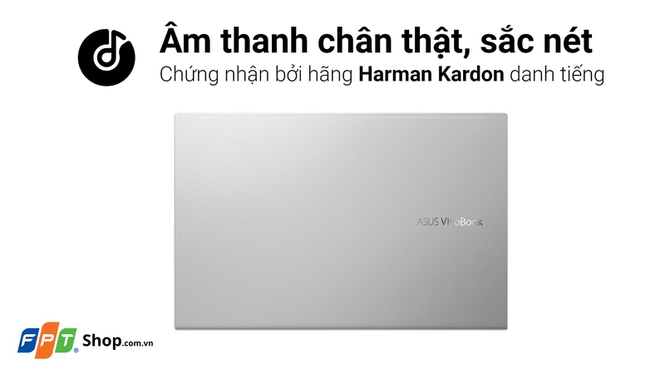 Âm thanh chân thật, sắc nét
Chứng nhận bởi hãng Harman Kardon danh tiếng
ASUS VivoBook
FPT® Shop.com.vn